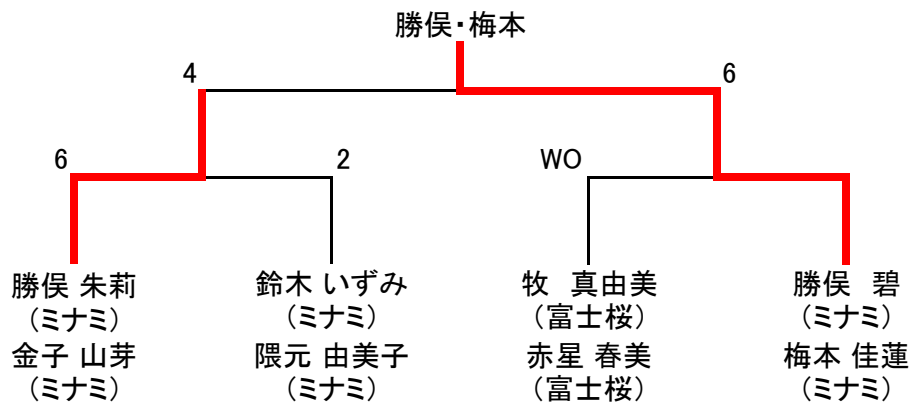 勝俣・梅本
4 6
6 2 WO
勝俣 朱莉 鈴木 いずみ 牧 真由美 勝俣 碧
(ミナミ) (ミナミ) (富士桜) (ミナミ)
金子 山芽 隈元 由美子 赤星 春美 梅本 佳蓮
(ミナミ) (ミナミ) (富士桜) (ミナミ)